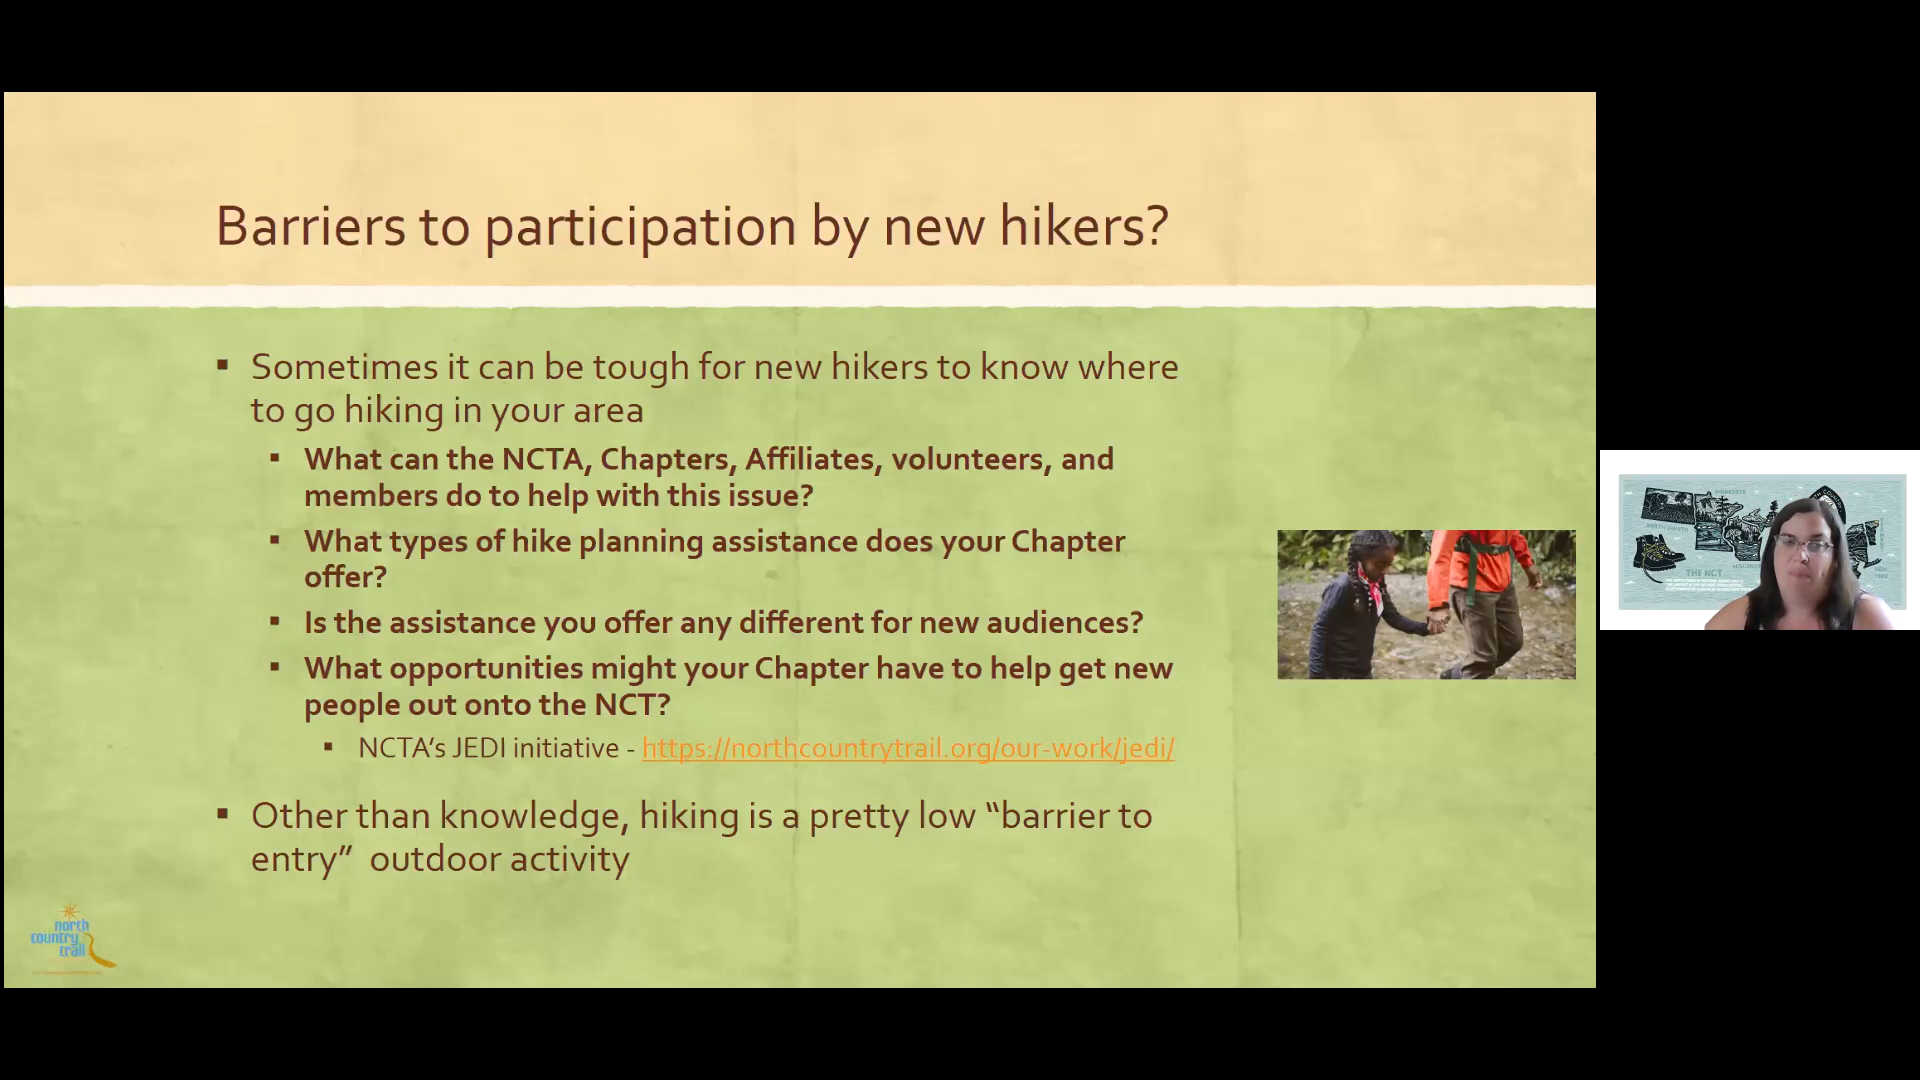 Barriers to participation by new hikers?
▪ Sometimes it can be tough for new hikers to know where
to go hiking in your area
▪ What can the NCTA, Chapters, Affiliates, volunteers, and
members do to help with this issue?
▪ What types of hike planning assistance does your Chapter
offer?
▪ Is the assistance you offer any different for new audiences?
▪ What opportunities might your Chapter have to help get new
people out onto the NCT?
▪ NCTA’s JEDI initiative - https://northcountrytrail.org/our-work/jedi/
▪ Other than knowledge, hiking is a pretty low “barrier to
entry”  outdoor activity
north
country
trail
NORTH DAKOTA
MINNESOTA
THE NCT
NEW
YORK